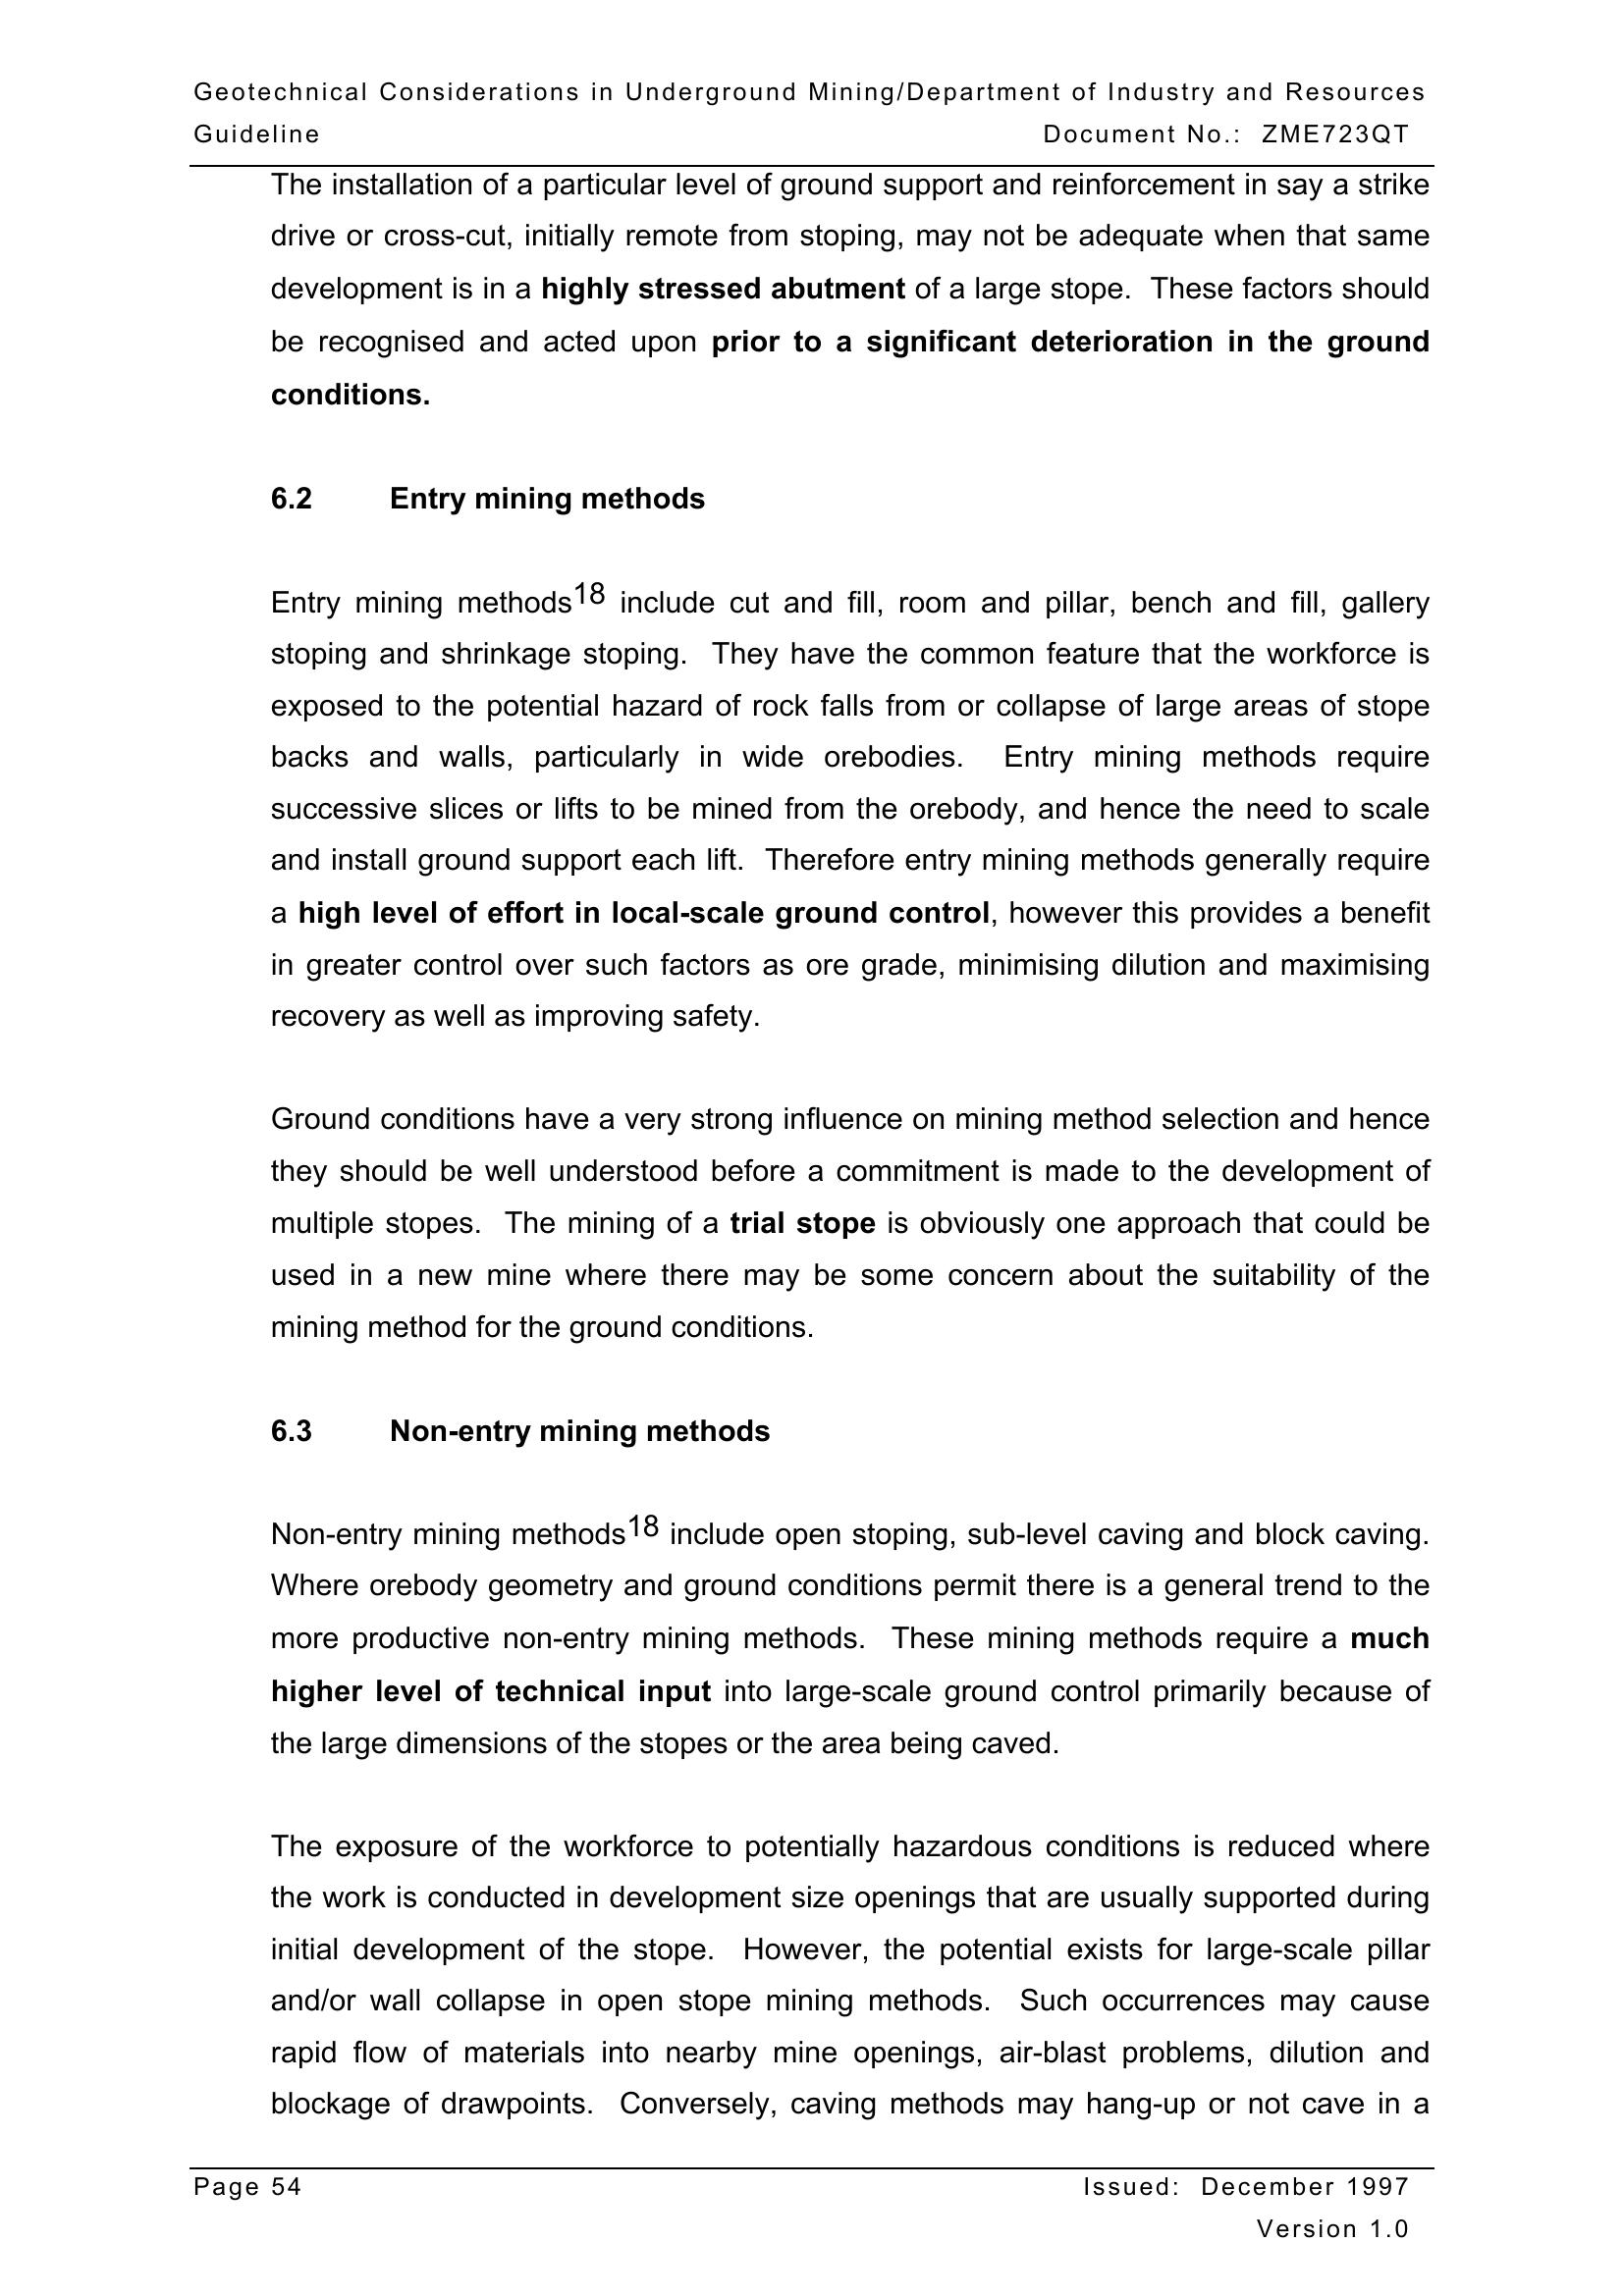 Geotechnical Considerations in Underground Mining/Department of Industry and Resources
Guideline Document No.: ZME723QT
The installation of a particular level of ground support and reinforcement in say a strike
drive or cross-cut, initially remote from stoping, may not be adequate when that same
development is in a highly stressed abutment of a large stope. These factors should
be recognised and acted upon prior to a significant deterioration in the ground
conditions.
6.2 Entry mining methods
Entry mining methods18 include cut and fill, room and pillar, bench and fill, gallery
stoping and shrinkage stoping. They have the common feature that the workforce is
exposed to the potential hazard of rock falls from or collapse of large areas of stope
backs and walls, particularly in wide orebodies. Entry mining methods require
successive slices or lifts to be mined from the orebody, and hence the need to scale
and install ground support each lift. Therefore entry mining methods generally require
a high level of effort in local-scale ground control, however this provides a benefit
in greater control over such factors as ore grade, minimising dilution and maximising
recovery as well as improving safety.
Ground conditions have a very strong influence on mining method selection and hence
they should be well understood before a commitment is made to the development of
multiple stopes. The mining of a trial stope is obviously one approach that could be
used in a new mine where there may be some concern about the suitability of the
mining method for the ground conditions.
6.3 Non-entry mining methods
Non-entry mining methods18 include open stoping, sub-level caving and block caving.
Where orebody geometry and ground conditions permit there is a general trend to the
more productive non-entry mining methods. These mining methods require a much
higher level of technical input into large-scale ground control primarily because of
the large dimensions of the stopes or the area being caved.
The exposure of the workforce to potentially hazardous conditions is reduced where
the work is conducted in development size openings that are usually supported during
initial development of the stope. However, the potential exists for large-scale pillar
and/or wall collapse in open stope mining methods. Such occurrences may cause
rapid flow of materials into nearby mine openings, air-blast problems, dilution and
blockage of drawpoints. Conversely, caving methods may hang-up or not cave in a
Page 54 Issued: December 1997
Version 1.0